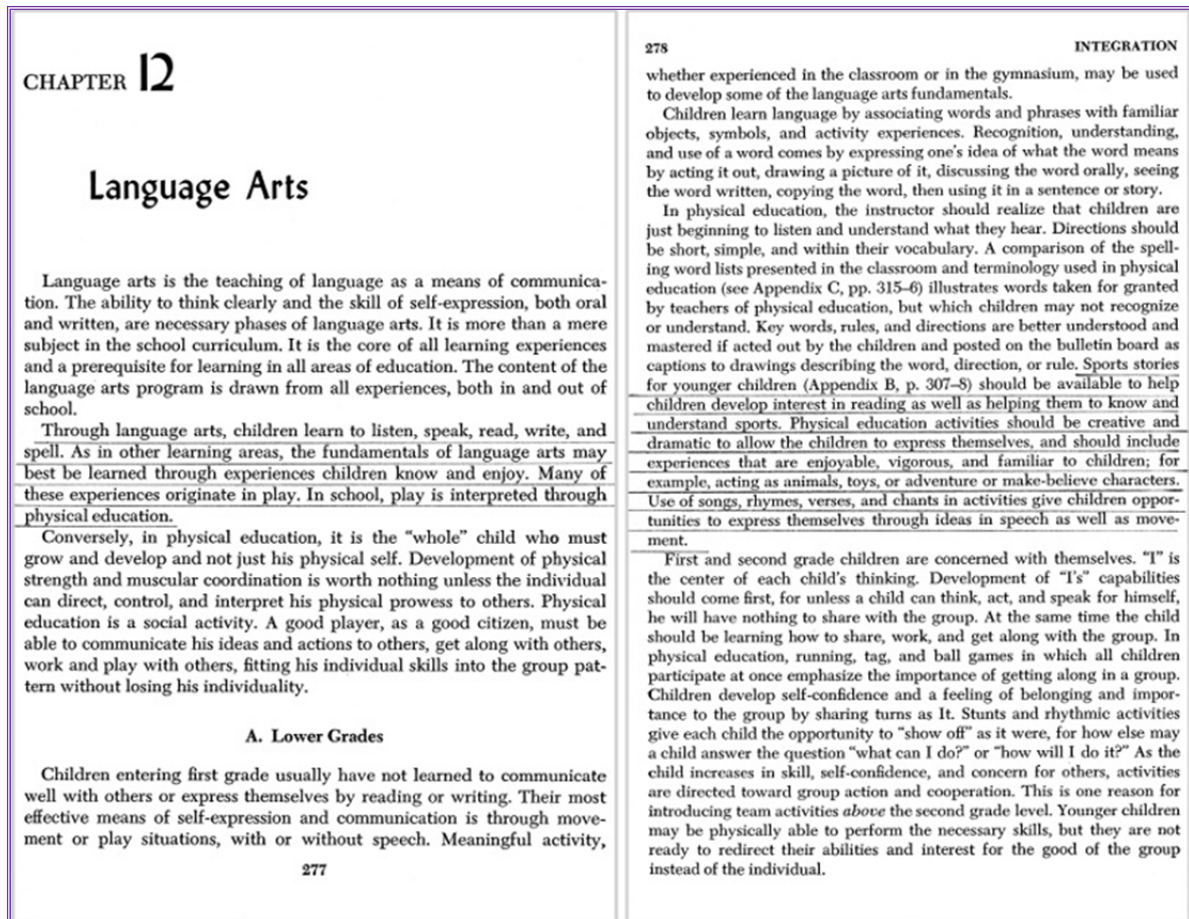 CHAPTER 12
Language Arts
Language arts is the teaching of language as a means of communica-
tion. The ability to think clearly and the skill of self-expression, both oral
and written, are necessary phases of language arts. It is more than a mere
subject in the school curriculum. It is the core of all learning experiences
and a prerequisite for learning in all areas of education. The content of the
language arts program is drawn from all experiences, both in and out of
school.
Through language arts, children learn to listen, speak, read, write, and
spell. As in other learning areas, the fundamentals of language arts may
best be learned through experiences children know and enjoy. Many of
these experiences originate in play. In school, play is interpreted through
physical education.
Conversely, in physical education, it is the “whole” child who must
grow and develop and not just his physical self. Development of physical
strength and muscular coordination is worth nothing unless the individual
can direct, control, and interpret his physical prowess to others. Physical
education is a social activity. A good player, as a good citizen, must be
able to communicate his ideas and actions to others, get along with others,
work and play with others, fitting his individual skills into the group pat-
tern without losing his individuality.
A. Lower Grades
Children entering first grade usually have not learned to communicate
well with others or express themselves by reading or writing. Their most
effective means of self-expression and communication is through move-
ment or play situations, with or without speech. Meaningful activity,
277
278 INTEGRATION
whether experienced in the classroom or in the gymnasium, may be used
to develop some of the language arts fundamentals.
Children learn language by associating words and phrases with familiar
objects, symbols, and activity experiences. Recognition, understanding,
and use of a word comes by expressing one’s idea of what the word means
by acting it out, drawing a picture of it, discussing the word orally, seeing
the word written, copying the word, then using it in a sentence or story.
In physical education, the instructor should realize that children are
just beginning to listen and understand what they hear. Directions should
be short, simple, and within their vocabulary. A comparison of the spell-
ing word lists presented in the classroom and terminology used in physical
education (see Appendix C, pp. 315–6) illustrates words taken for granted
by teachers of physical education, but which children may not recognize
or understand. Key words, rules, and directions are better understood and
mastered if acted out by the children and posted on the bulletin board as
captions to drawings describing the word, direction, or rule. Sports stories
for younger children (Appendix B, p. 307–8) should be available to help
children develop interest in reading as well as helping them to know and
understand sports. Physical education activities should be creative and
dramatic to allow the children to express themselves, and should include
experiences that are enjoyable, vigorous, and familiar to children; for
example, acting as animals, toys, or adventure or make-believe characters.
Use of songs, rhymes, verses, and chants in activities give children oppor-
tunities to express themselves through ideas in speech as well as move-
ment.
First and second grade children are concerned with themselves. “I” is
the center of each child’s thinking. Development of “I’s” capabilities
should come first, for unless a child can think, act, and speak for himself,
he will have nothing to share with the group. At the same time the child
should be learning how to share, work, and get along with the group. In
physical education, running, tag, and ball games in which all children
participate at once emphasize the importance of getting along in a group.
Children develop self-confidence and a feeling of belonging and impor-
tance to the group by sharing turns as It. Stunts and rhythmic activities
give each child the opportunity to “show off” as it were, for how else may
a child answer the question “what can I do?” or “how will I do it?” As the
child increases in skill, self-confidence, and concern for others, activities
are directed toward group action and cooperation. This is one reason for
introducing team activities above the second grade level. Younger children
may be physically able to perform the necessary skills, but they are not
ready to redirect their abilities and interest for the good of the group
instead of the individual.